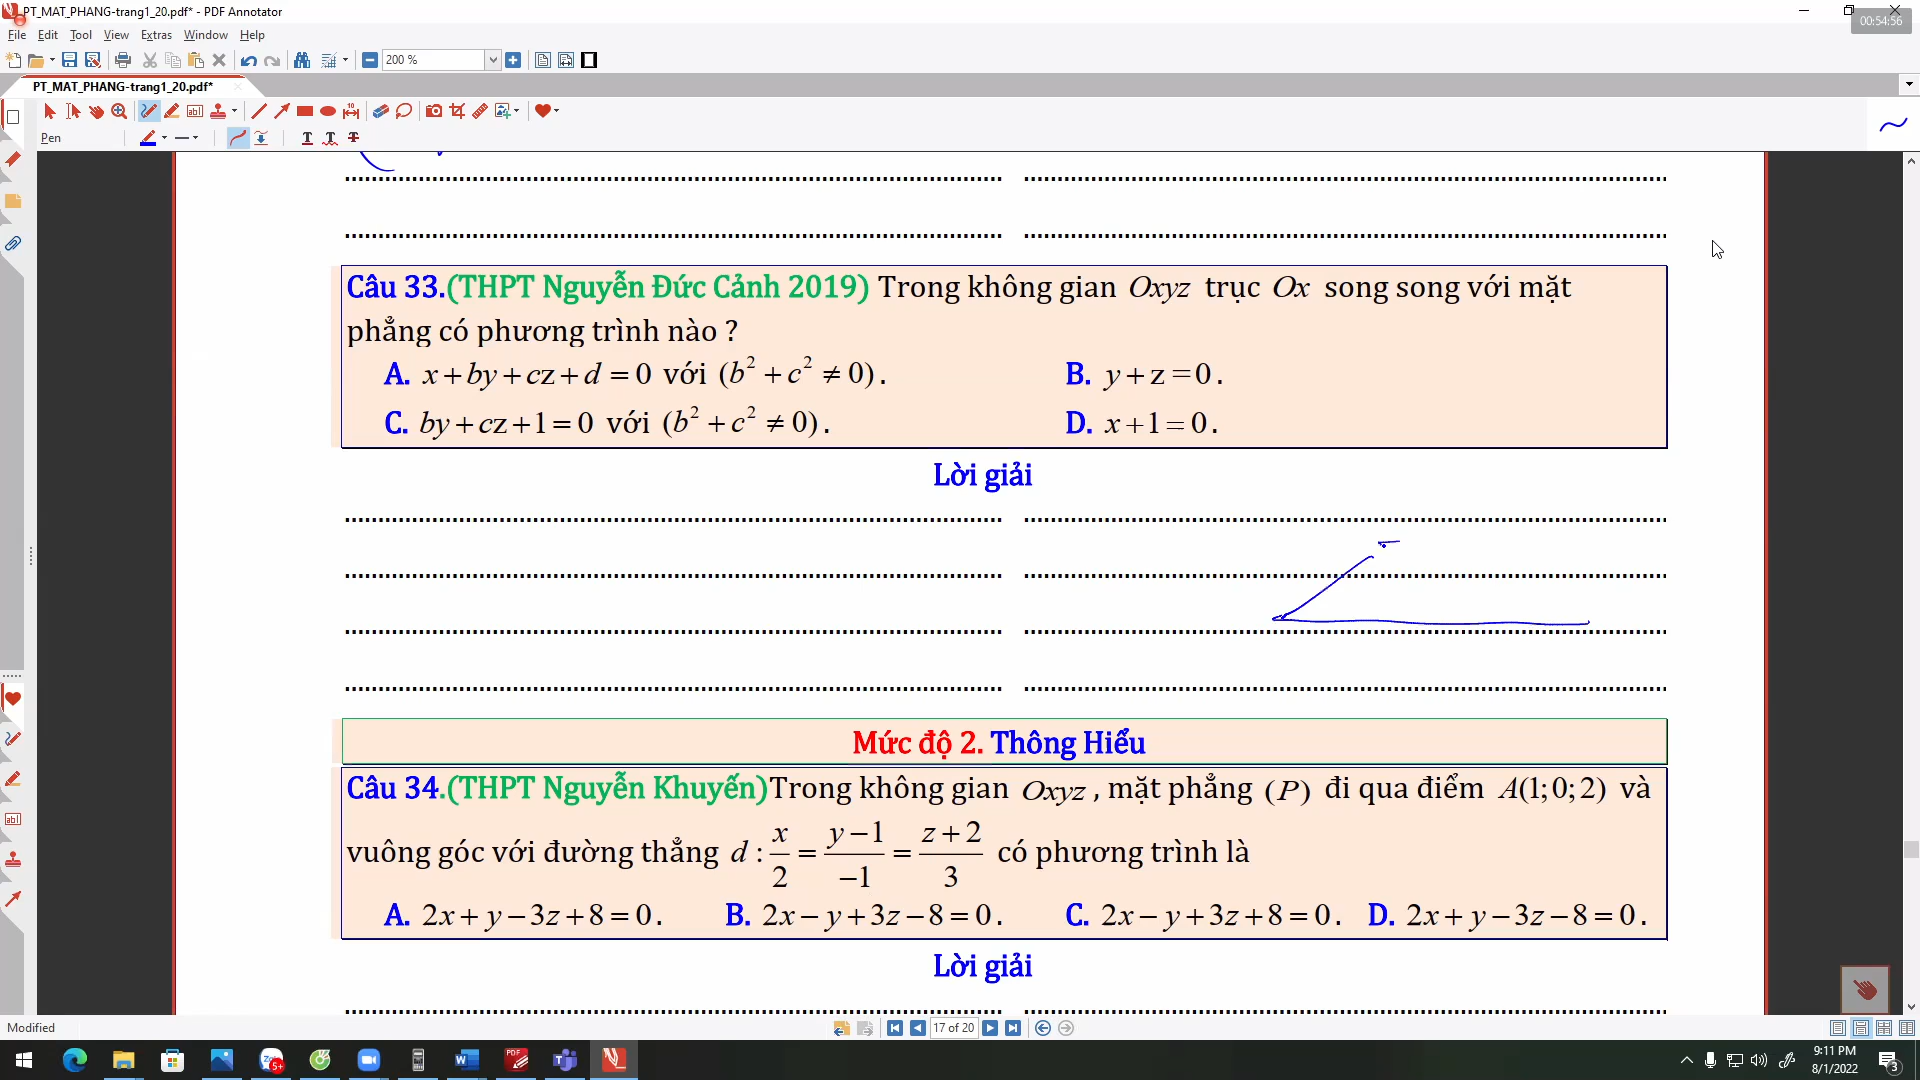 PT_MAT_PHANG-trang1_20.pdf* - PDF Annotator
00:54:56
File Edit Tool View Extras Window Help
200 %
PT_MAT_PHANG-trang1_20.pdf*
Pen
Câu 33.(THPT Nguyễn Đức Cảnh 2019) Trong không gian Oxyz trục Ox song song với mặt
phẳng có phương trình nào ?
A. x + by + cz + d = 0 với (b² + c² ≠ 0). B. y + z = 0.
C. by + cz + 1 = 0 với (b² + c² ≠ 0). D. x + 1 = 0.
Lời giải
Mức độ 2. Thông Hiểu
Câu 34.(THPT Nguyễn Khuyến)Trong không gian Oxyz, mặt phẳng (P) đi qua điểm A(1;0;2) và
vuông góc với đường thẳng d : x/2 = (y−1)/−1 = (z+2)/3 có phương trình là
A. 2x + y − 3z + 8 = 0. B. 2x − y + 3z − 8 = 0. C. 2x − y + 3z + 8 = 0. D. 2x + y − 3z − 8 = 0.
Lời giải
Modified
17 of 20
9:11 PM
8/1/2022
3